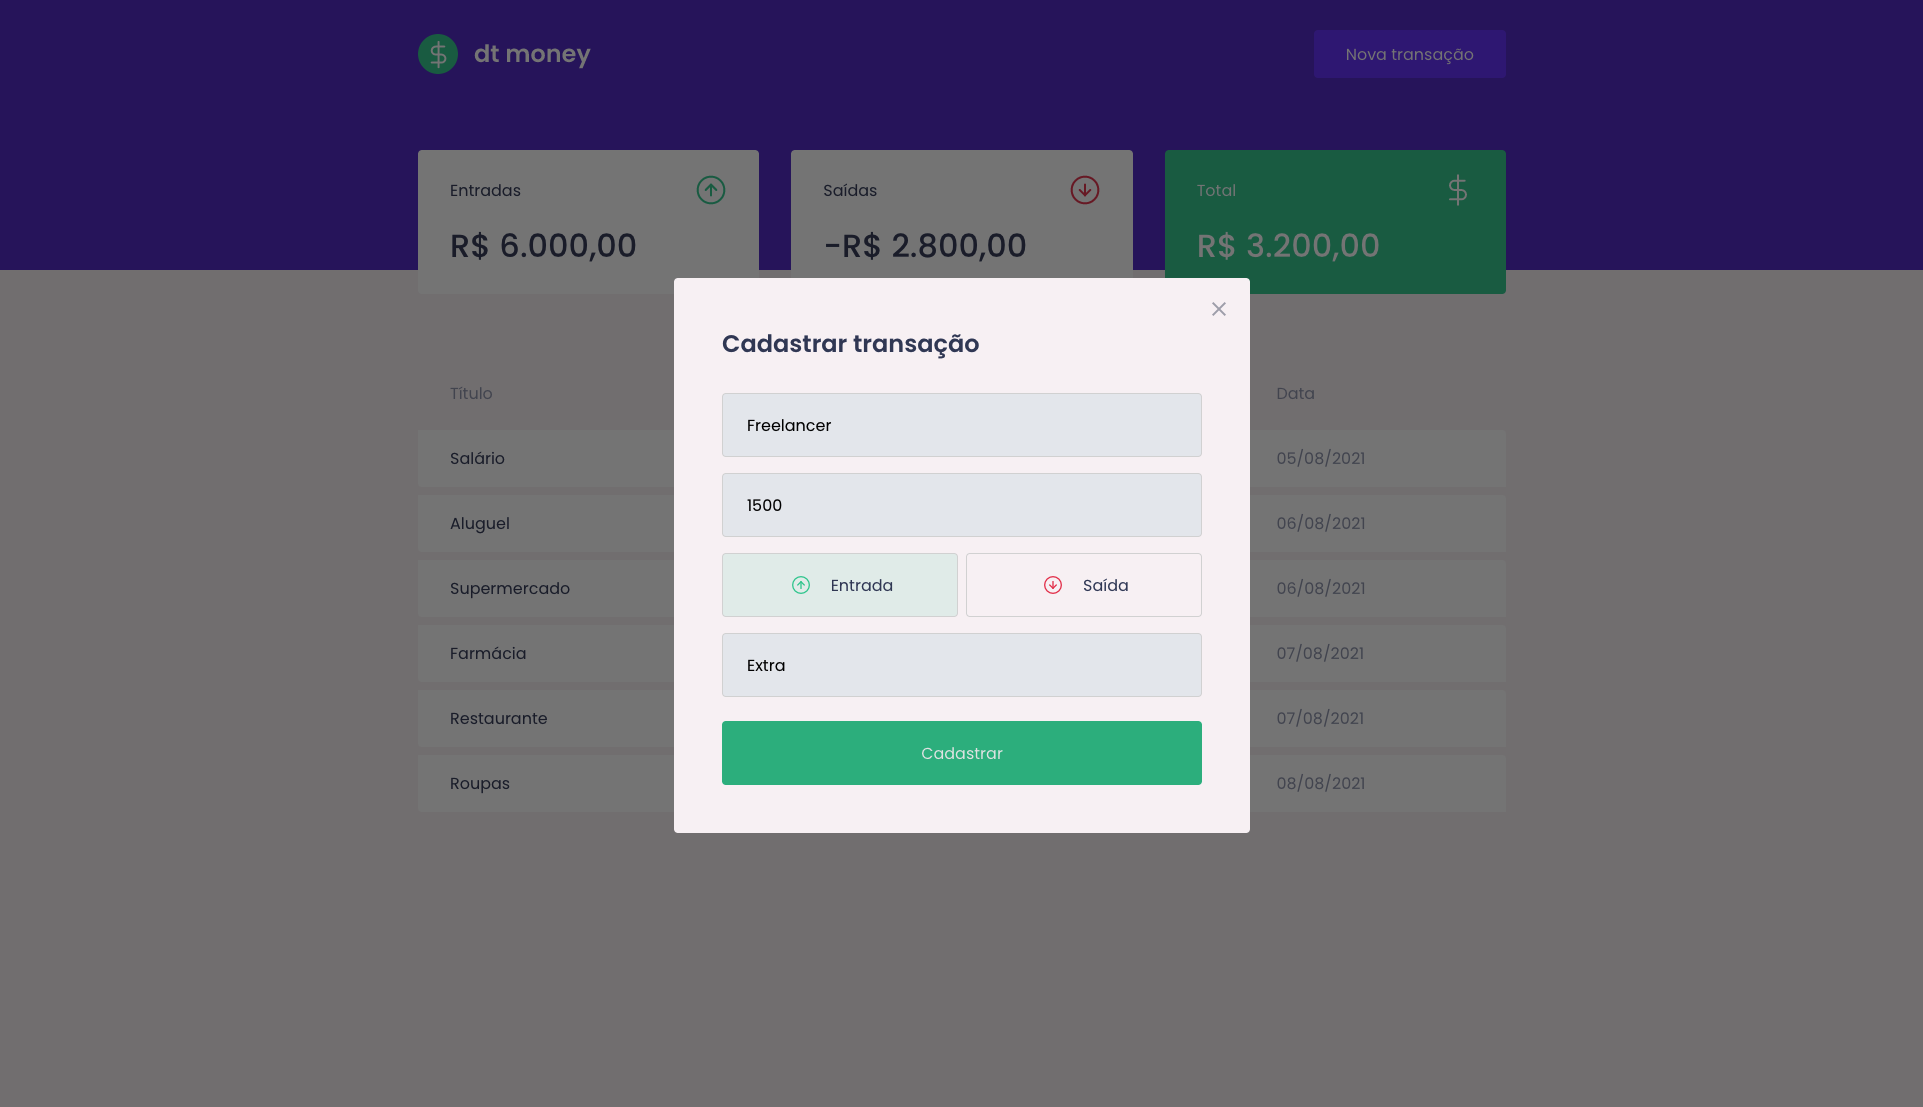 dt money
Nova transação
Entradas
R$ 6.000,00
Saídas
-R$ 2.800,00
Total
R$ 3.200,00
Cadastrar transação
Freelancer
1500
Entrada
Saída
Extra
Cadastrar
Título Data
Salário 05/08/2021
Aluguel 06/08/2021
Supermercado 06/08/2021
Farmácia 07/08/2021
Restaurante 07/08/2021
Roupas 08/08/2021